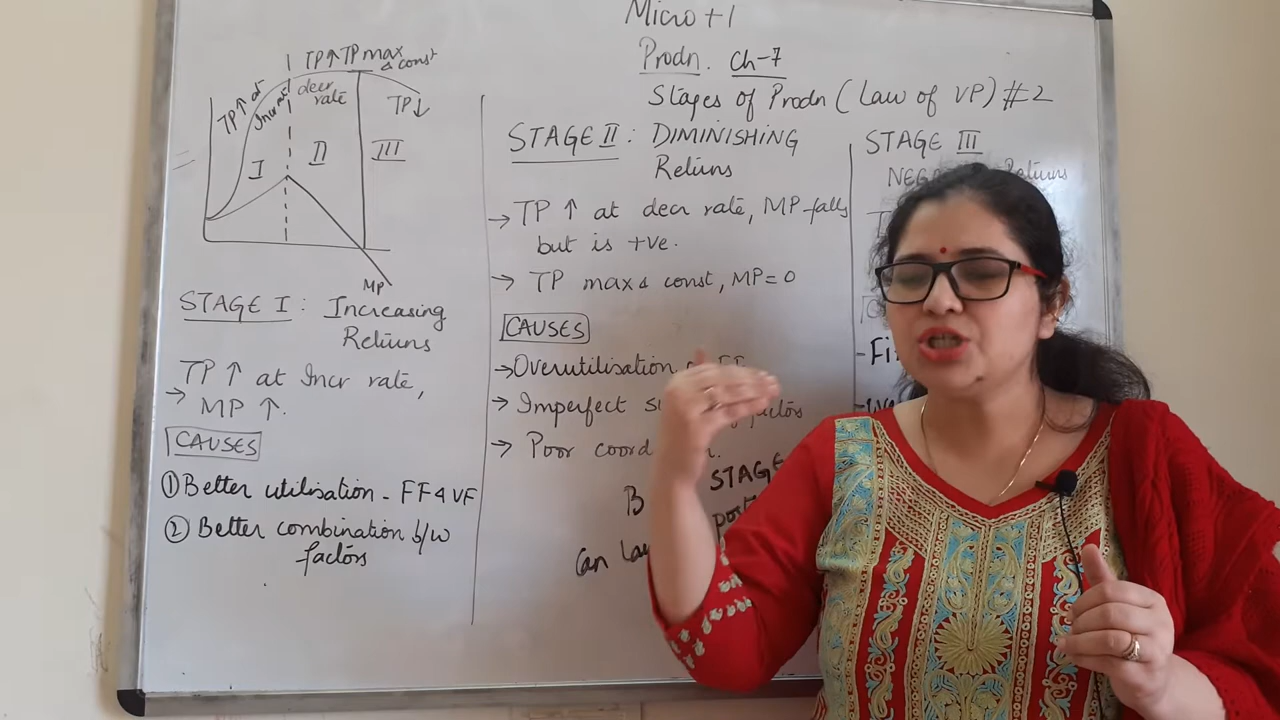 Micro +1
Prodn. Ch-7
Stages of Prodn (Law of VP) #2
TP↑ at
Incr rate
TP↑
decr
rate
TP max
& const
TP↓
I
II
III
MP
STAGE I : Increasing
Returns
→ TP ↑ at Incr rate,
MP ↑.
CAUSES
① Better utilisation - FF & VF
② Better combination b/w
factors
STAGE II : DIMINISHING
Returns
→ TP ↑ at decr rate, MP falls
but is +ve.
→ TP max & const, MP = 0
CAUSES
→ Overutilisation
→ Imperfect factors
→ Poor
STAGE
Can
STAGE III
Returns